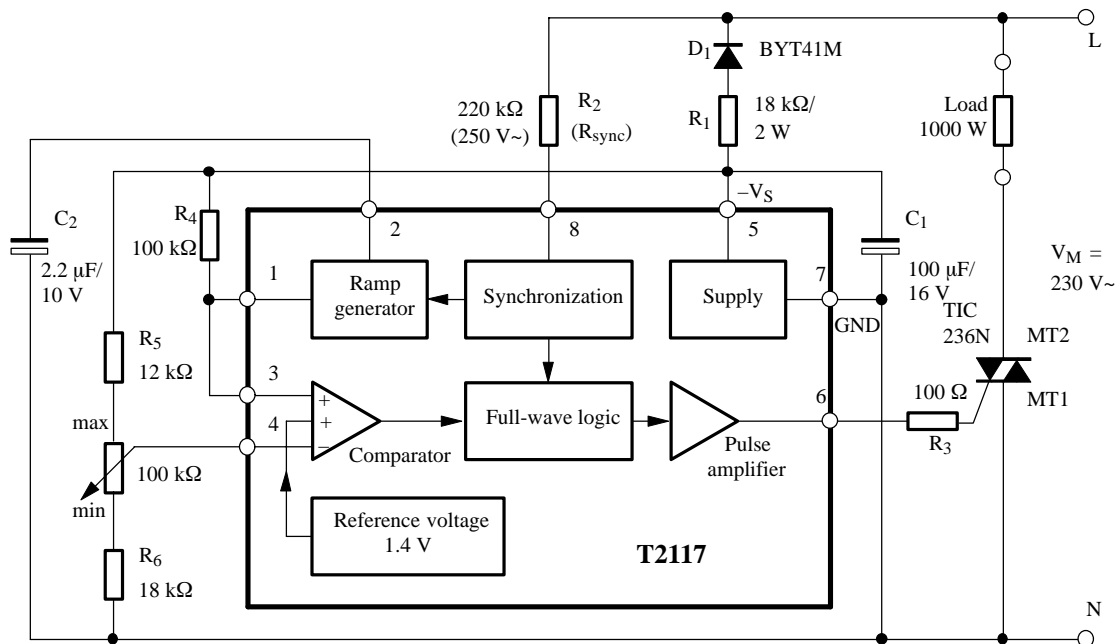 L
D1
BYT41M
220 kΩ
(250 V~)
R2
(Rsync)
R1
18 kΩ/
2 W
Load
1000 W
–VS
C2
2.2 μF/
10 V
R4
100 kΩ
2
8
5
C1
100 μF/
16 V
VM =
230 V~
1
Ramp
generator
Synchronization
Supply
7
GND
TIC
236N
MT2
MT1
R5
12 kΩ
3
+
+
–
4
Comparator
Full-wave logic
Pulse
amplifier
6
100 Ω
R3
max
100 kΩ
min
Reference voltage
1.4 V
T2117
R6
18 kΩ
N